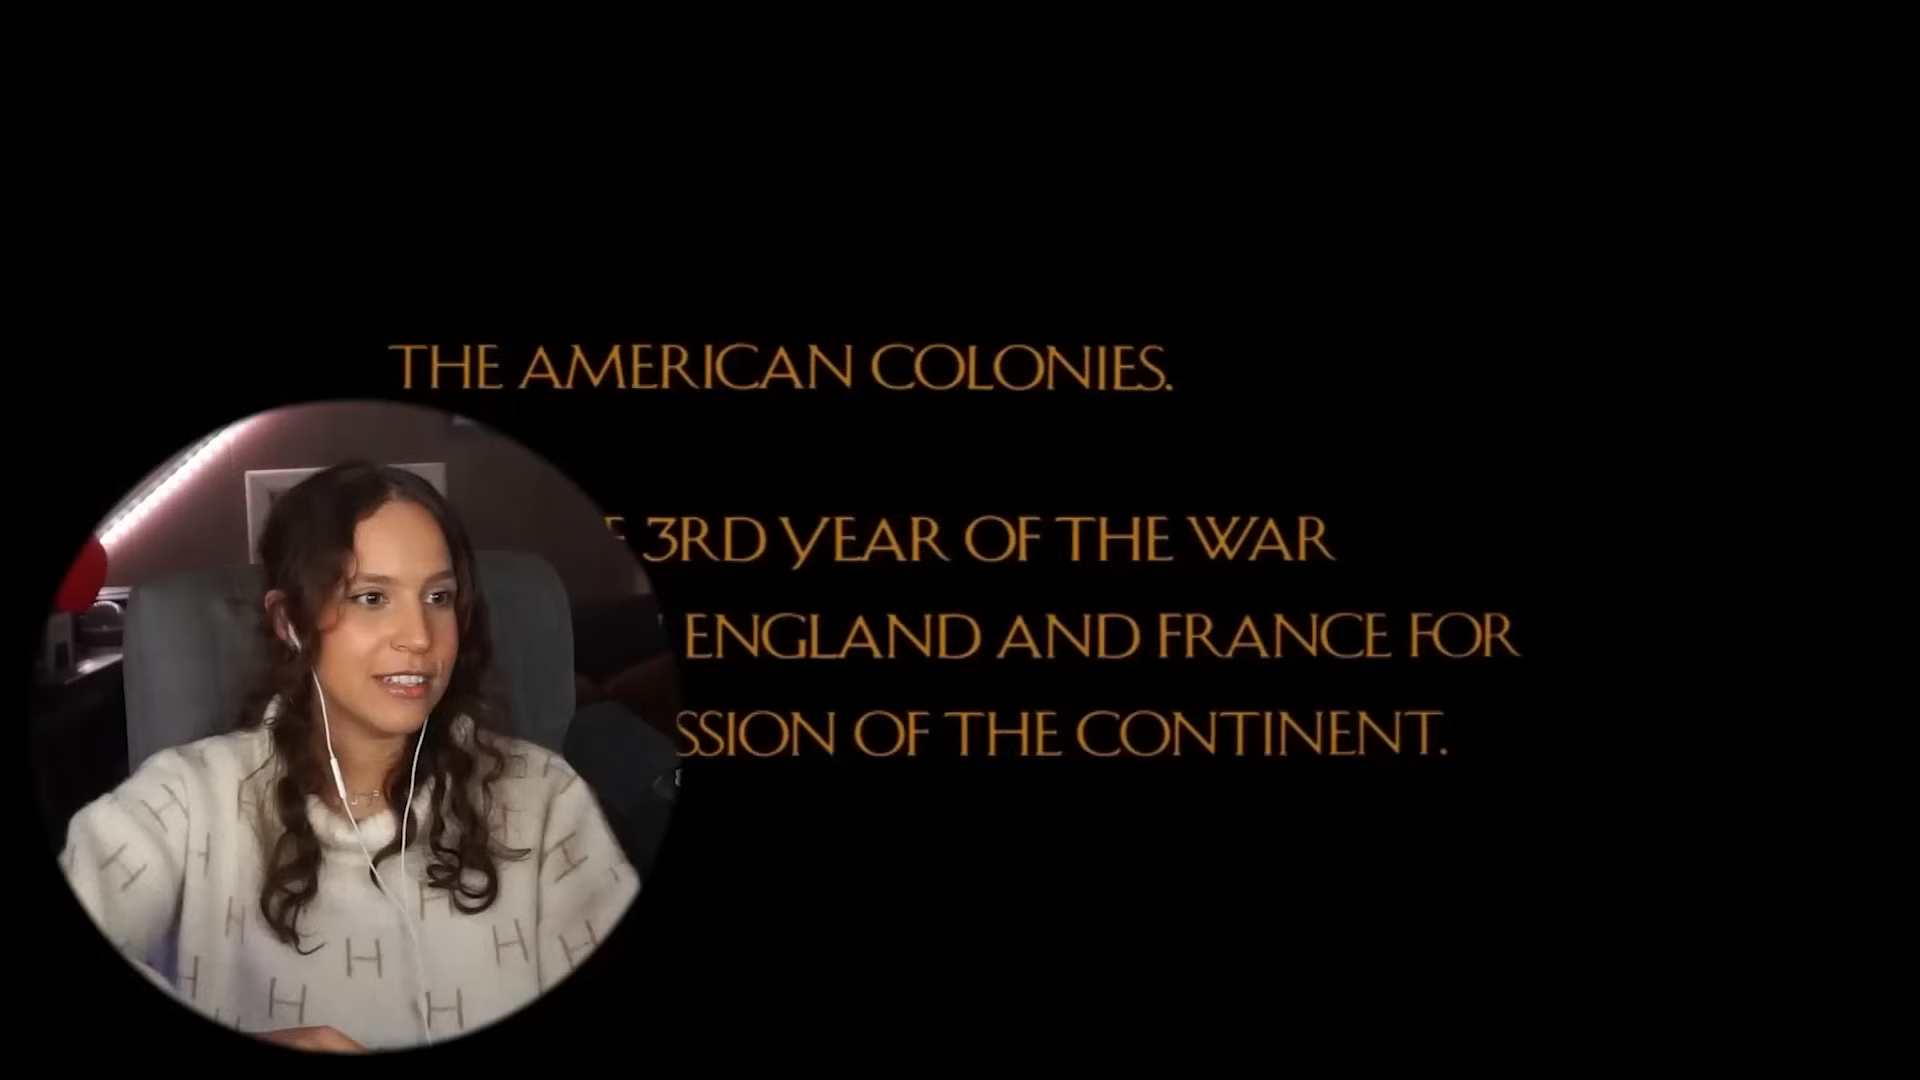 THE AMERICAN COLONIES.
3RD YEAR OF THE WAR
ENGLAND AND FRANCE FOR
SSION OF THE CONTINENT.